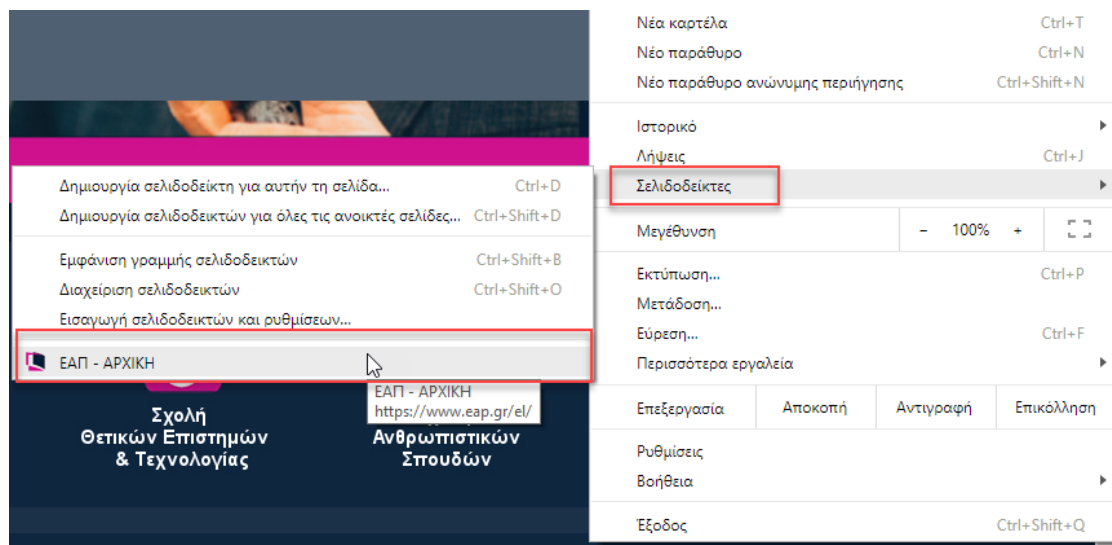 Νέα καρτέλα Ctrl+T
Νέο παράθυρο Ctrl+N
Νέο παράθυρο ανώνυμης περιήγησης Ctrl+Shift+N
Ιστορικό
Λήψεις Ctrl+J
Σελιδοδείκτες
Μεγέθυνση - 100% +
Εκτύπωση... Ctrl+P
Μετάδοση...
Εύρεση... Ctrl+F
Περισσότερα εργαλεία
Επεξεργασία Αποκοπή Αντιγραφή Επικόλληση
Ρυθμίσεις
Βοήθεια
Έξοδος Ctrl+Shift+Q
Δημιουργία σελιδοδείκτη για αυτήν τη σελίδα... Ctrl+D
Δημιουργία σελιδοδεικτών για όλες τις ανοικτές σελίδες... Ctrl+Shift+D
Εμφάνιση γραμμής σελιδοδεικτών Ctrl+Shift+B
Διαχείριση σελιδοδεικτών Ctrl+Shift+O
Εισαγωγή σελιδοδεικτών και ρυθμίσεων...
ΕΑΠ - ΑΡΧΙΚΗ
ΕΑΠ - ΑΡΧΙΚΗ
https://www.eap.gr/el/
Σχολή
Θετικών Επιστημών
& Τεχνολογίας
Ανθρωπιστικών
Σπουδών